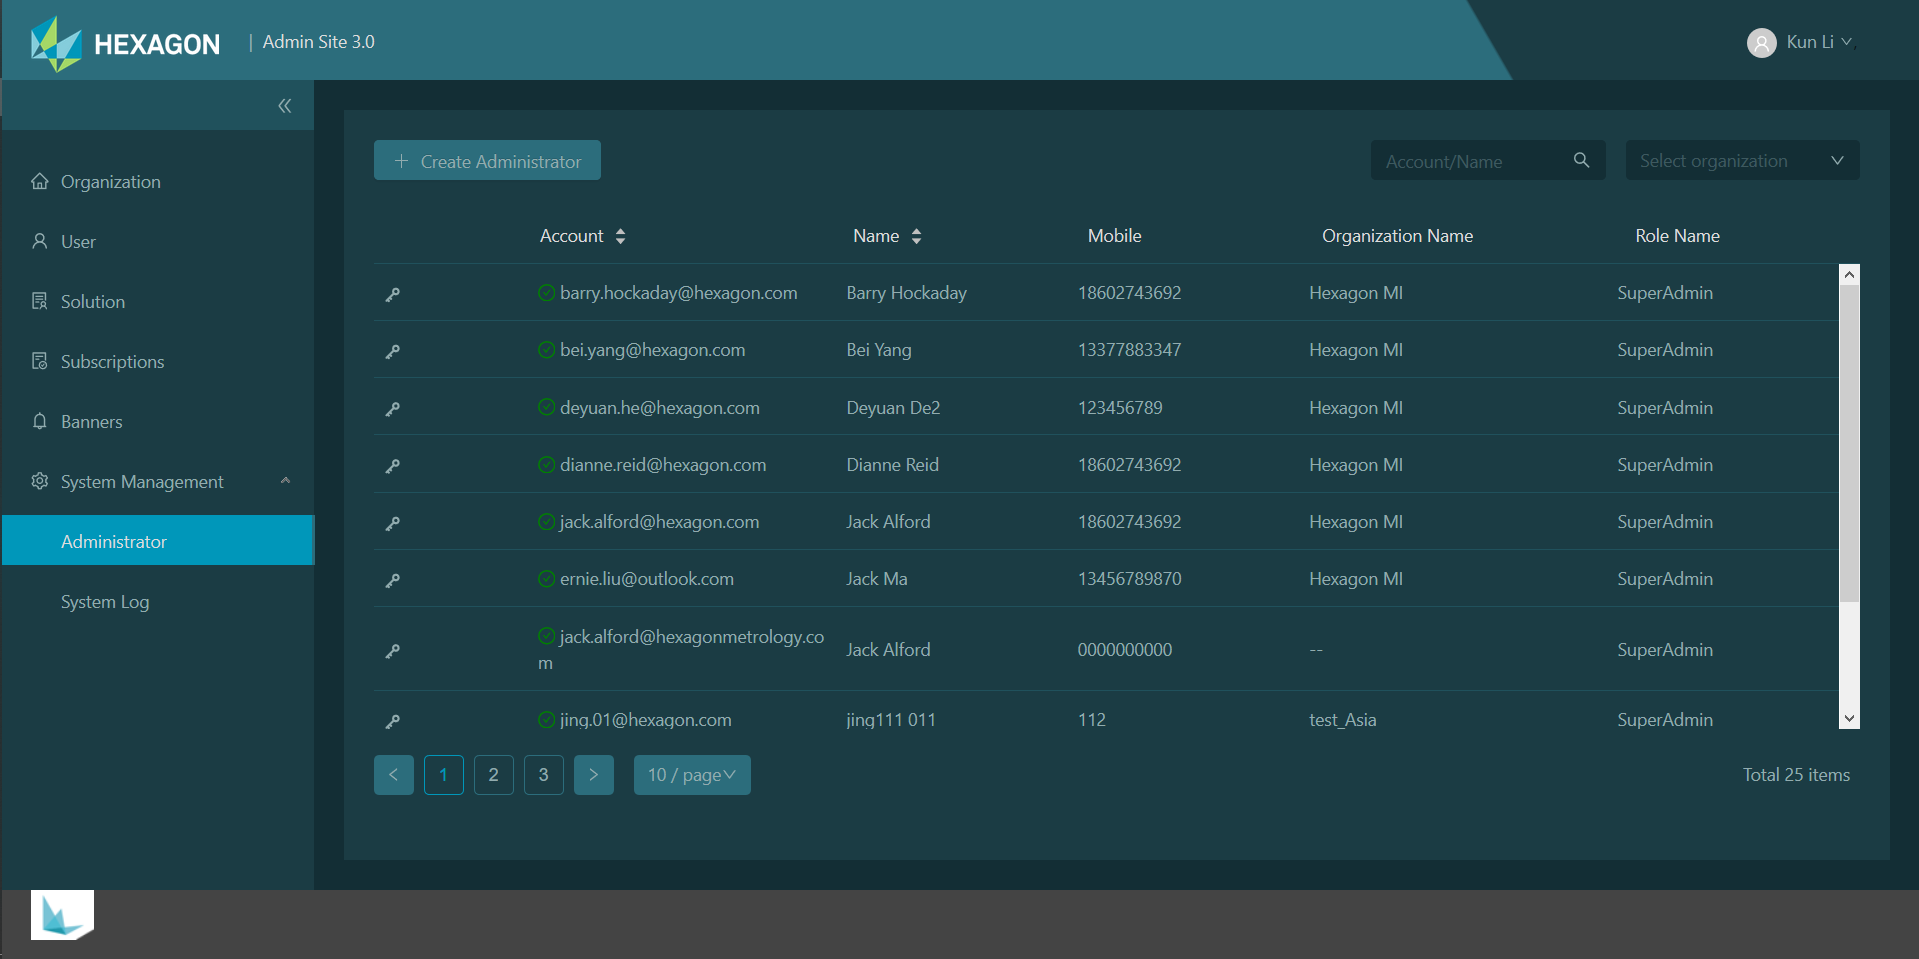 HEXAGON | Admin Site 3.0
Kun Li
Organization
User
Solution
Subscriptions
Banners
System Management
Administrator
System Log
+ Create Administrator
Account/Name
Select organization
Account Name Mobile Organization Name Role Name
barry.hockaday@hexagon.com Barry Hockaday 18602743692 Hexagon MI SuperAdmin
bei.yang@hexagon.com Bei Yang 13377883347 Hexagon MI SuperAdmin
deyuan.he@hexagon.com Deyuan De2 123456789 Hexagon MI SuperAdmin
dianne.reid@hexagon.com Dianne Reid 18602743692 Hexagon MI SuperAdmin
jack.alford@hexagon.com Jack Alford 18602743692 Hexagon MI SuperAdmin
ernie.liu@outlook.com Jack Ma 13456789870 Hexagon MI SuperAdmin
jack.alford@hexagonmetrology.co
m Jack Alford 0000000000 -- SuperAdmin
jing.01@hexagon.com jing111 011 112 test_Asia SuperAdmin
< 1 2 3 > 10 / page
Total 25 items